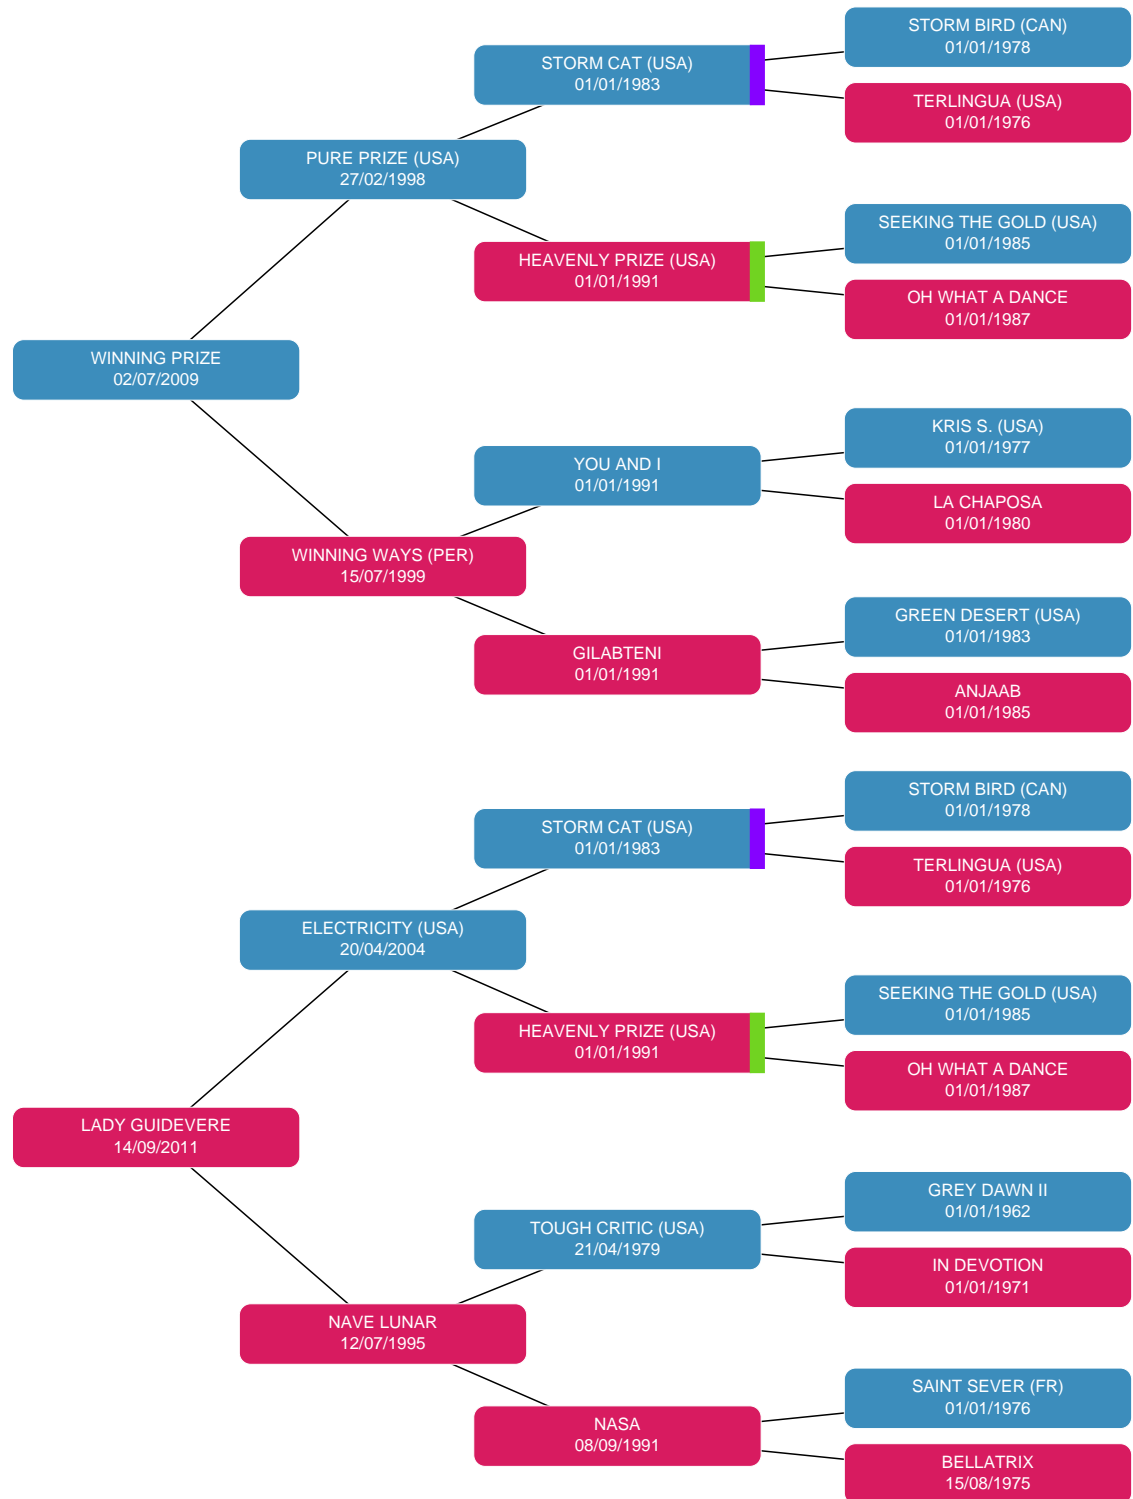 STORM BIRD (CAN)
01/01/1978
STORM CAT (USA)
01/01/1983
TERLINGUA (USA)
01/01/1976
PURE PRIZE (USA)
27/02/1998
SEEKING THE GOLD (USA)
01/01/1985
HEAVENLY PRIZE (USA)
01/01/1991
OH WHAT A DANCE
01/01/1987
WINNING PRIZE
02/07/2009
KRIS S. (USA)
01/01/1977
YOU AND I
01/01/1991
LA CHAPOSA
01/01/1980
WINNING WAYS (PER)
15/07/1999
GREEN DESERT (USA)
01/01/1983
GILABTENI
01/01/1991
ANJAAB
01/01/1985
STORM BIRD (CAN)
01/01/1978
STORM CAT (USA)
01/01/1983
TERLINGUA (USA)
01/01/1976
ELECTRICITY (USA)
20/04/2004
SEEKING THE GOLD (USA)
01/01/1985
HEAVENLY PRIZE (USA)
01/01/1991
OH WHAT A DANCE
01/01/1987
LADY GUIDEVERE
14/09/2011
GREY DAWN II
01/01/1962
TOUGH CRITIC (USA)
21/04/1979
IN DEVOTION
01/01/1971
NAVE LUNAR
12/07/1995
SAINT SEVER (FR)
01/01/1976
NASA
08/09/1991
BELLATRIX
15/08/1975